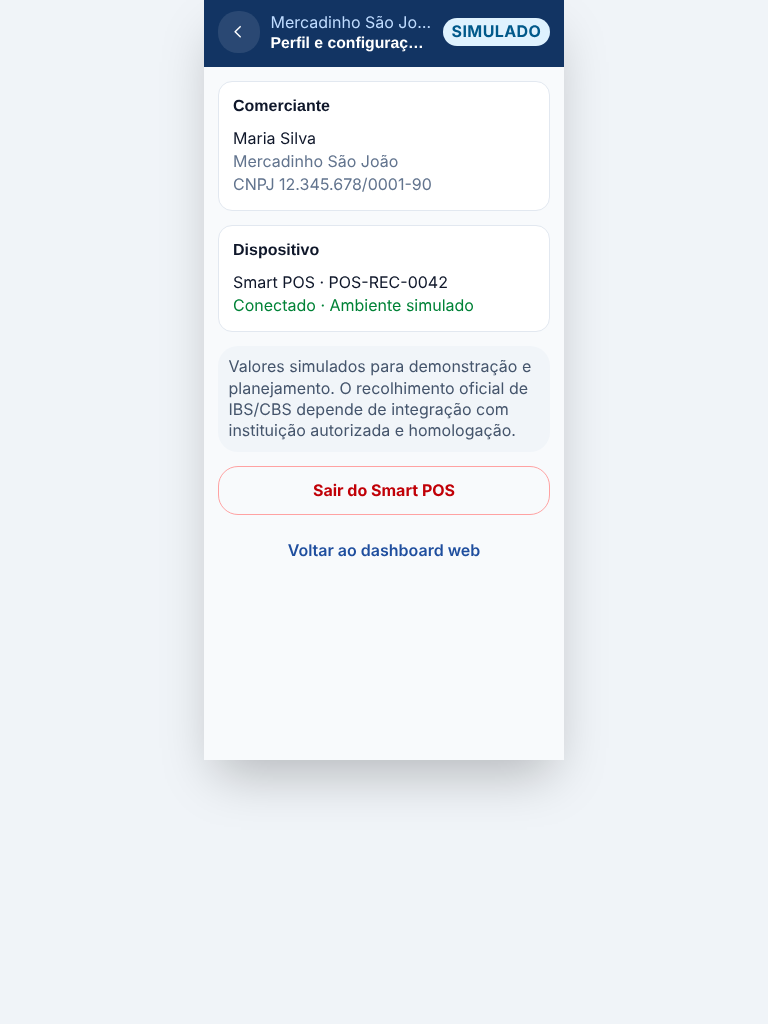 Mercadinho São Jo...
Perfil e configuraç...
SIMULADO
Comerciante
Maria Silva
Mercadinho São João
CNPJ 12.345.678/0001-90
Dispositivo
Smart POS · POS-REC-0042
Conectado · Ambiente simulado
Valores simulados para demonstração e
planejamento. O recolhimento oficial de
IBS/CBS depende de integração com
instituição autorizada e homologação.
Sair do Smart POS
Voltar ao dashboard web